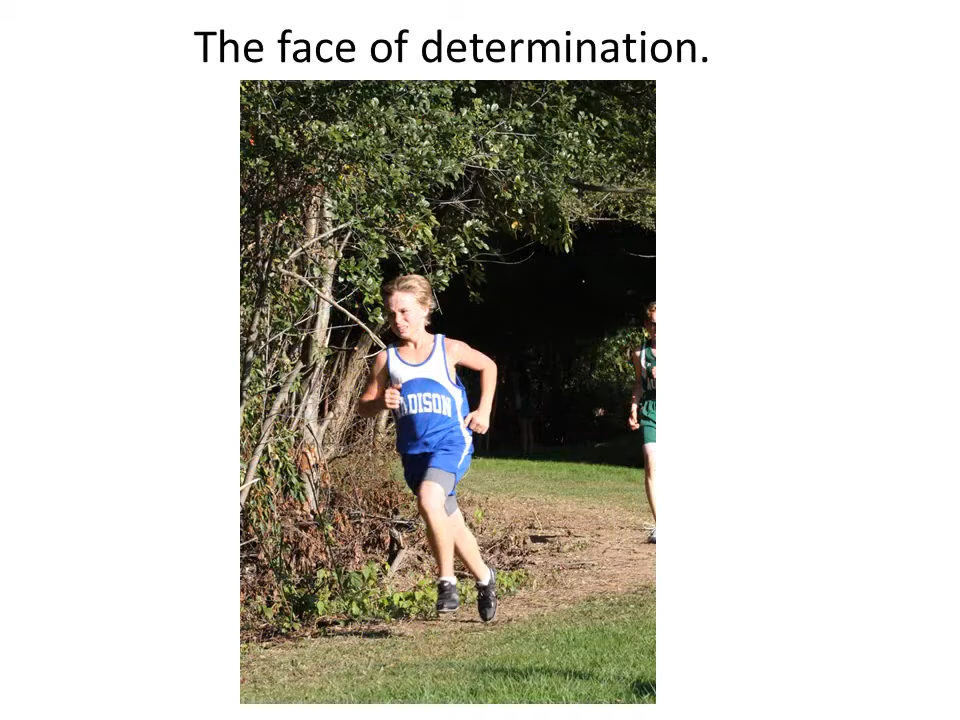 The face of determination.
ADISON